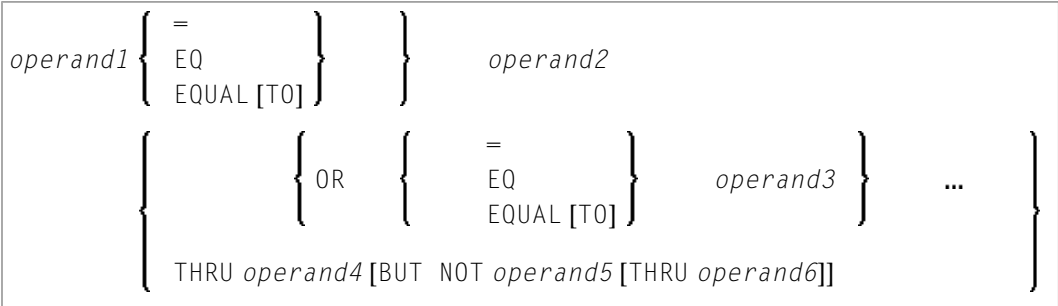 =
operand1 EQ operand2
EQUAL [TO]
=
OR EQ operand3 ...
EQUAL [TO]
THRU operand4 [BUT NOT operand5 [THRU operand6]]